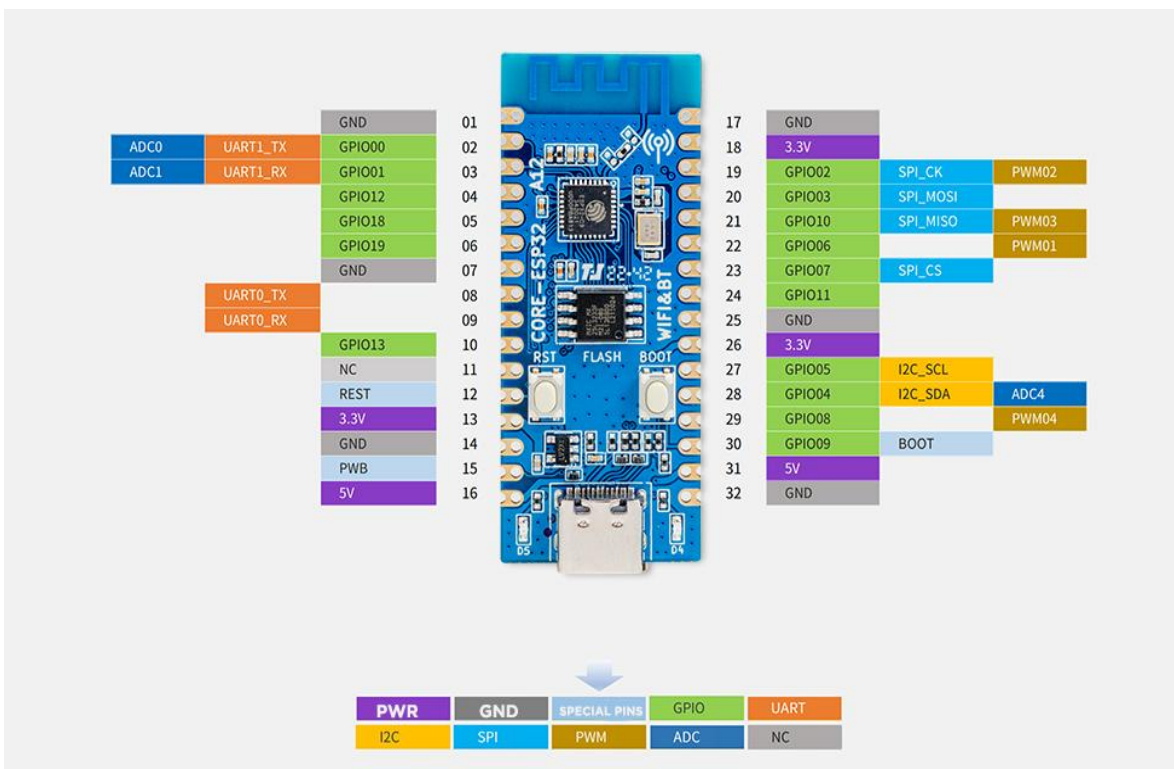 GND 01 17 GND
ADC0 UART1_TX GPIO00 02 18 3.3V
ADC1 UART1_RX GPIO01 03 19 GPIO02 SPI_CK PWM02
GPIO12 04 20 GPIO03 SPI_MOSI
GPIO18 05 21 GPIO10 SPI_MISO PWM03
GPIO19 06 22 GPIO06 PWM01
GND 07 23 GPIO07 SPI_CS
UART0_TX 08 24 GPIO11
UART0_RX 09 25 GND
GPIO13 10 26 3.3V
NC 11 27 GPIO05 I2C_SCL
REST 12 28 GPIO04 I2C_SDA ADC4
3.3V 13 29 GPIO08 PWM04
GND 14 30 GPIO09 BOOT
PWB 15 31 5V
5V 16 32 GND
CORE-ESP32 A12
22-42
WIFI&BT
RST FLASH BOOT
D5 D4
PWR GND SPECIAL PINS GPIO UART
I2C SPI PWM ADC NC